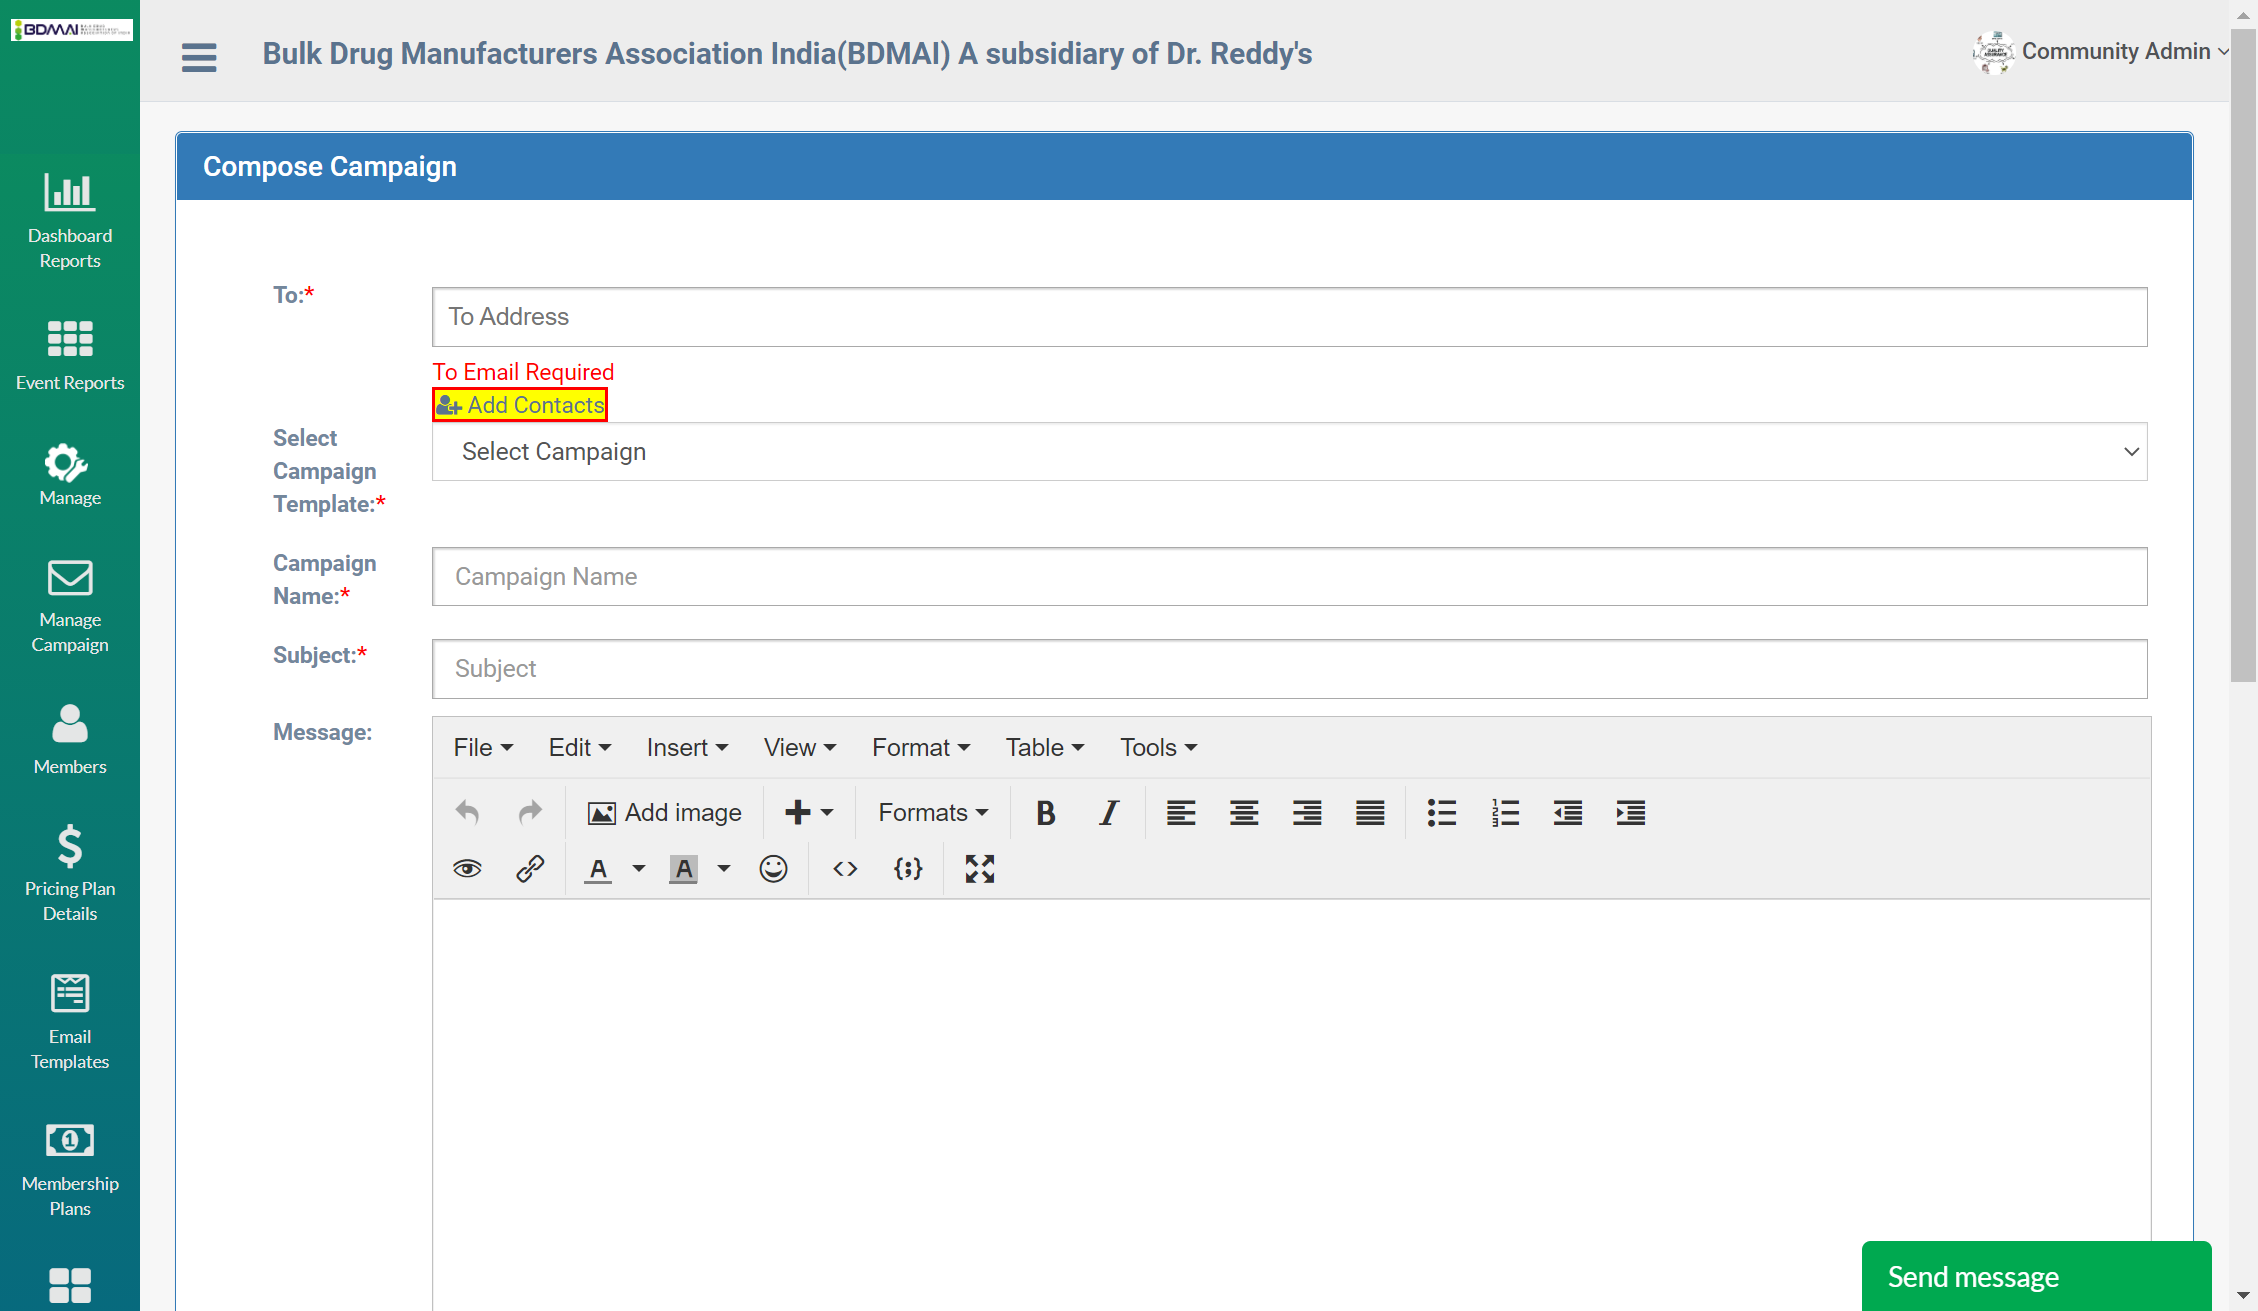 BDMAI
Bulk Drug Manufacturers Association India(BDMAI) A subsidiary of Dr. Reddy's
Community Admin
Dashboard
Reports
Event Reports
Manage
Manage
Campaign
Members
Pricing Plan
Details
Email
Templates
Membership
Plans
Compose Campaign
To:*
To Address
To Email Required
Add Contacts
Select
Campaign
Template:*
Select Campaign
Campaign
Name:*
Campaign Name
Subject:*
Subject
Message:
File Edit Insert View Format Table Tools
Add image Formats B I
A A
Send message